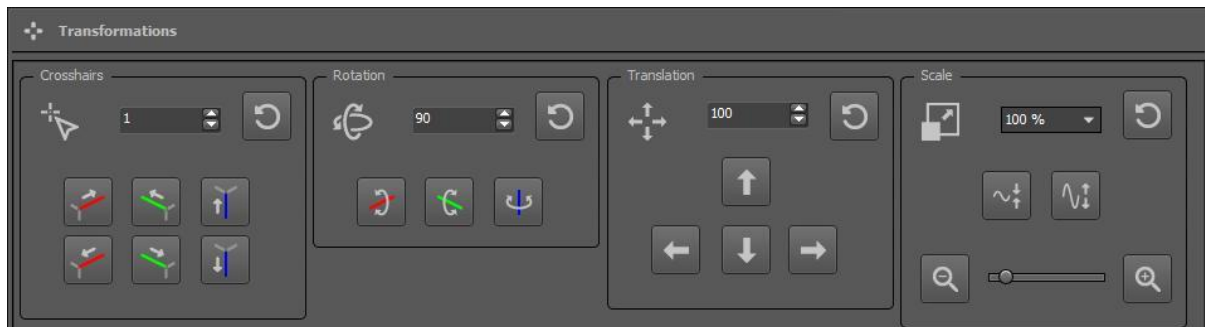 Transformations
Crosshairs
1
Rotation
90
Translation
100
Scale
100 %